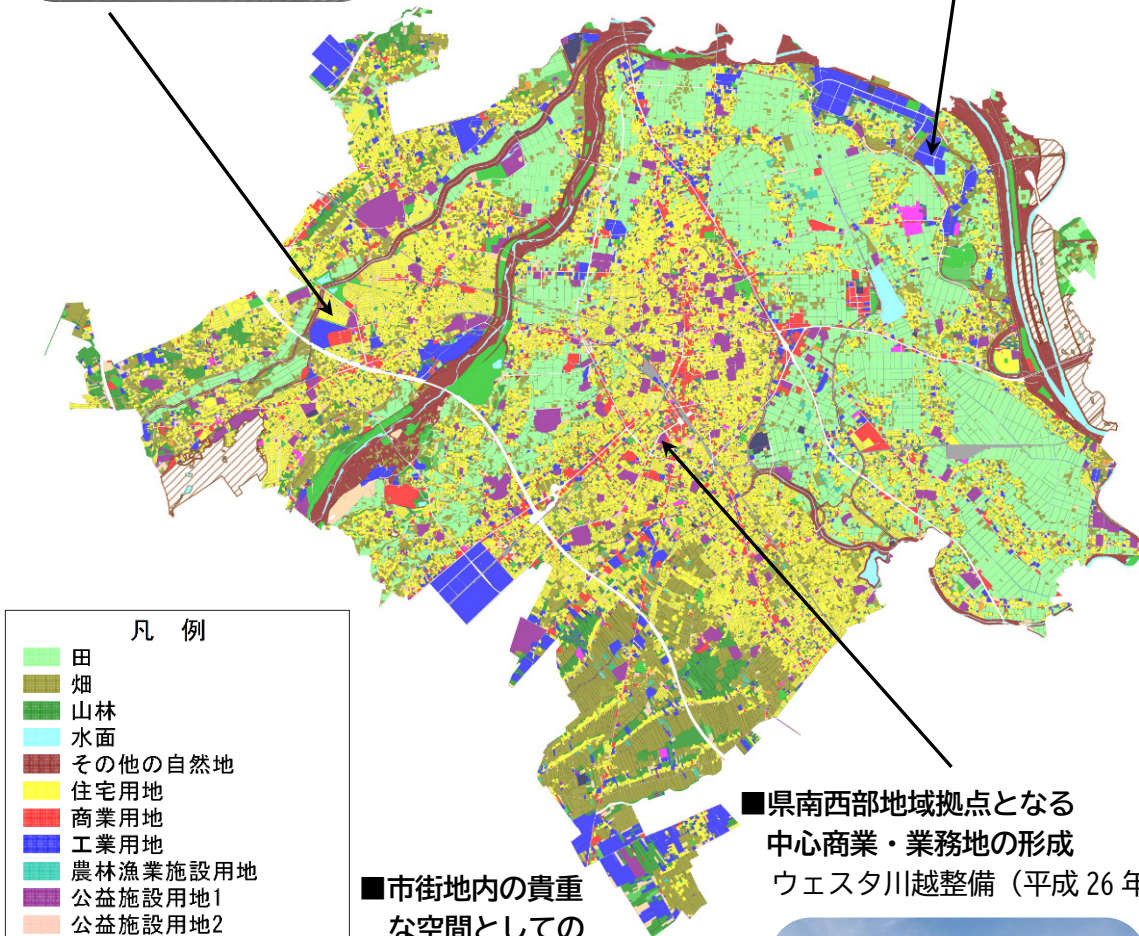 凡 例
田
畑
山林
水面
その他の自然地
住宅用地
商業用地
工業用地
農林漁業施設用地
公益施設用地1
公益施設用地2
■市街地内の貴重
な空間としての
■県南西部地域拠点となる
中心商業・業務地の形成
ウェスタ川越整備（平成 26 年